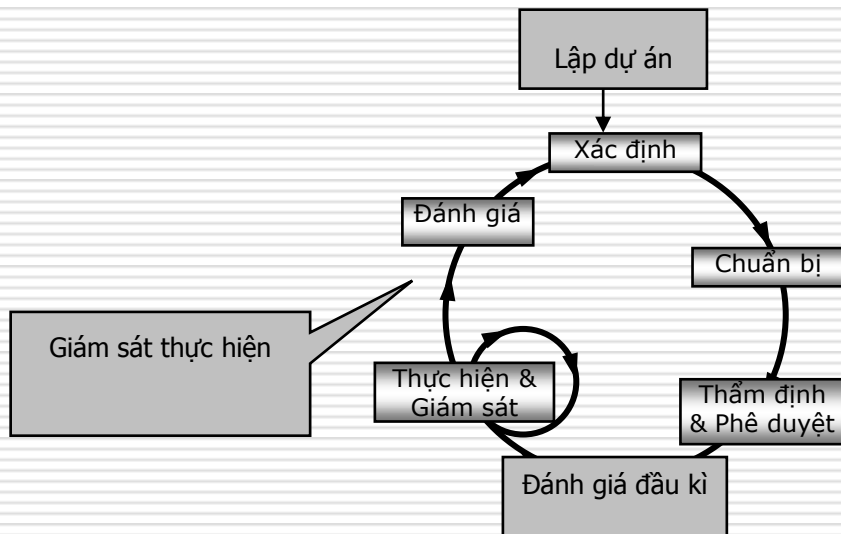 Lập dự án
Xác định
Đánh giá
Chuẩn bị
Giám sát thực hiện
Thực hiện &
Giám sát
Thẩm định
& Phê duyệt
Đánh giá đầu kì